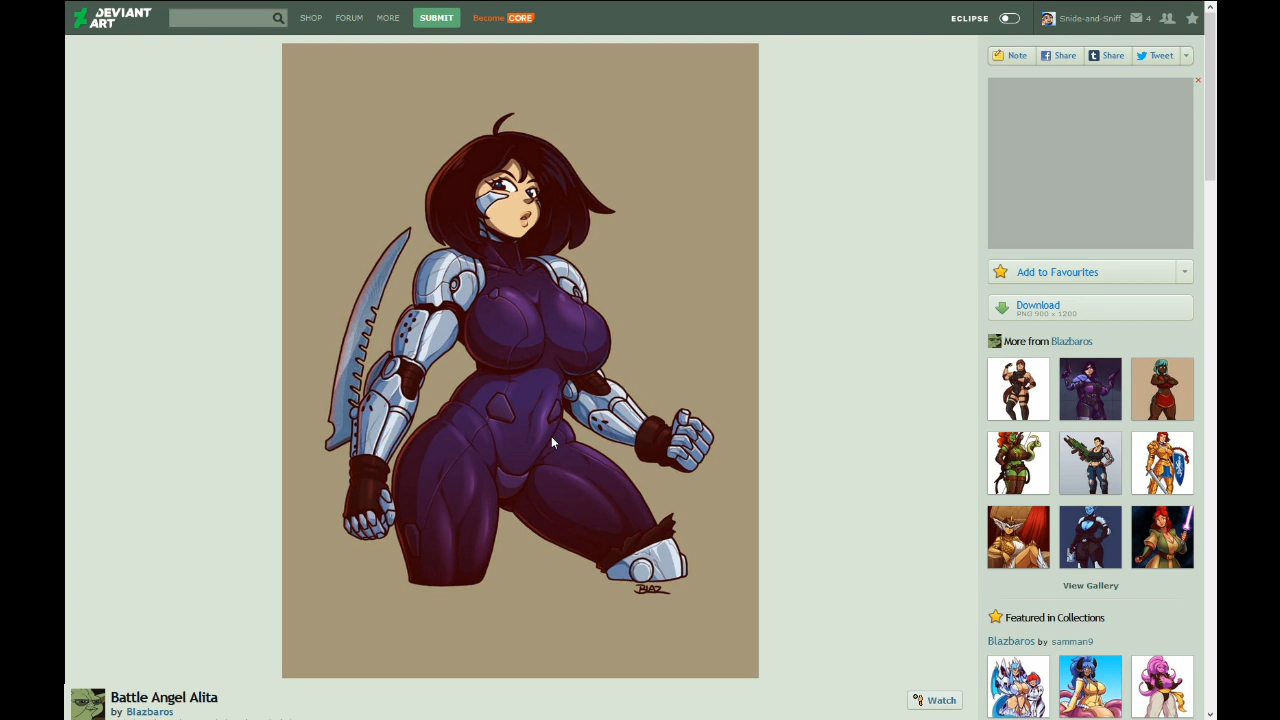 DEVIANT ART
SHOP
FORUM
MORE
SUBMIT
Become CORE
ECLIPSE
Snide-and-Sniff
4
Note
Share
Share
Tweet
Add to Favourites
Download
PNG 900 x 1200
More from Blazbaros
View Gallery
Featured in Collections
Blazbaros by samman9
BLAZ
Battle Angel Alita
by Blazbaros
Watch